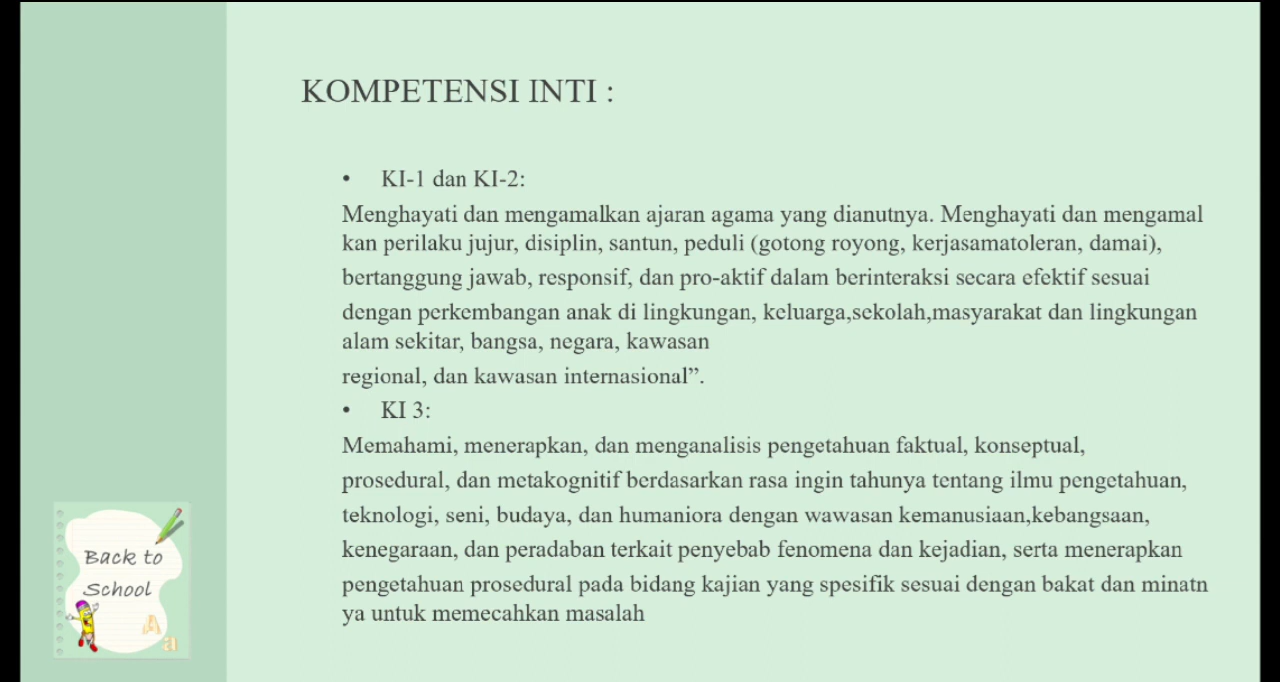 KOMPETENSI INTI :
• KI-1 dan KI-2:
Menghayati dan mengamalkan ajaran agama yang dianutnya. Menghayati dan mengamal
kan perilaku jujur, disiplin, santun, peduli (gotong royong, kerjasamatoleran, damai),
bertanggung jawab, responsif, dan pro-aktif dalam berinteraksi secara efektif sesuai
dengan perkembangan anak di lingkungan, keluarga,sekolah,masyarakat dan lingkungan
alam sekitar, bangsa, negara, kawasan
regional, dan kawasan internasional”.
• KI 3:
Memahami, menerapkan, dan menganalisis pengetahuan faktual, konseptual,
prosedural, dan metakognitif berdasarkan rasa ingin tahunya tentang ilmu pengetahuan,
teknologi, seni, budaya, dan humaniora dengan wawasan kemanusiaan,kebangsaan,
kenegaraan, dan peradaban terkait penyebab fenomena dan kejadian, serta menerapkan
pengetahuan prosedural pada bidang kajian yang spesifik sesuai dengan bakat dan minatn
ya untuk memecahkan masalah
Back to
School
A
a